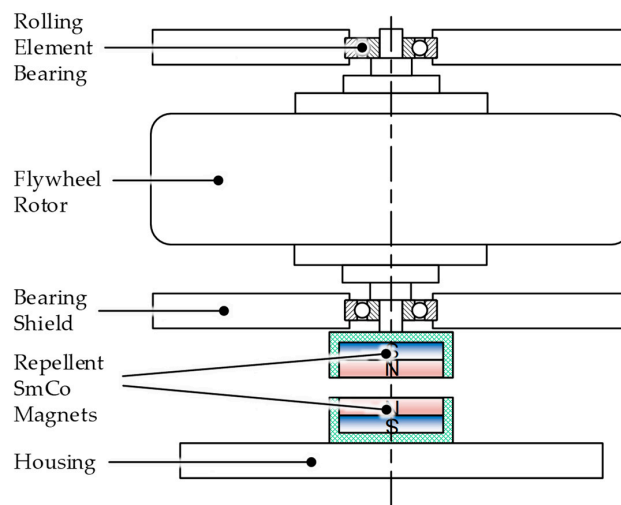 Rolling
Element
Bearing
Flywheel
Rotor
Bearing
Shield
Repellent
SmCo
Magnets
Housing
S
N
N
S